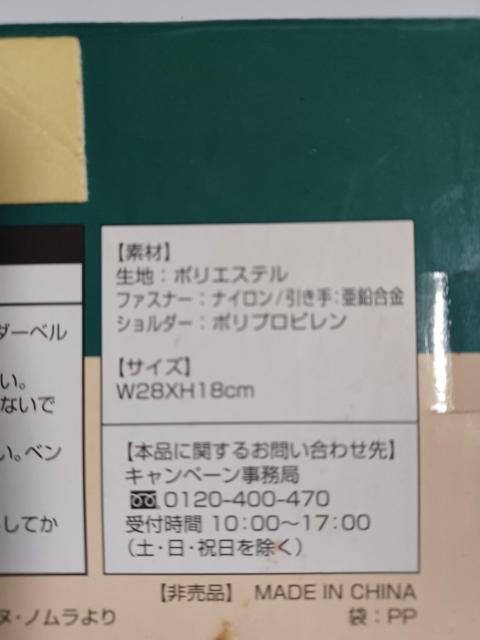 【素材】
生地：ポリエステル
ファスナー：ナイロン/引き手：亜鉛合金
ショルダー：ポリプロピレン
【サイズ】
W28XH18cm
ダーベル
い。
ないで
い。ベン
してか
【本品に関するお問い合わせ先】
キャンペーン事務局
0120-400-470
受付時間 10:00〜17:00
（土・日・祝日を除く）
【非売品】 MADE IN CHINA
ヌ・ノムラより
袋：PP